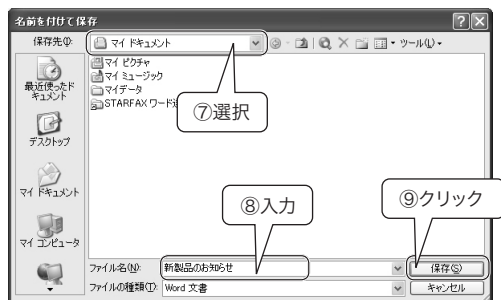 名前を付けて保存
保存先(I):
マイ ドキュメント
ツール(L)
マイ ピクチャ
マイ ミュージック
マイデータ
STARFAX ワード
⑦選択
最近使ったド
キュメント
デスクトップ
マイ ドキュメント
マイ コンピュータ
⑧入力
⑨クリック
ファイル名(N):
新製品のお知らせ
保存(S)
ファイルの種類(T):
Word 文書
キャンセル